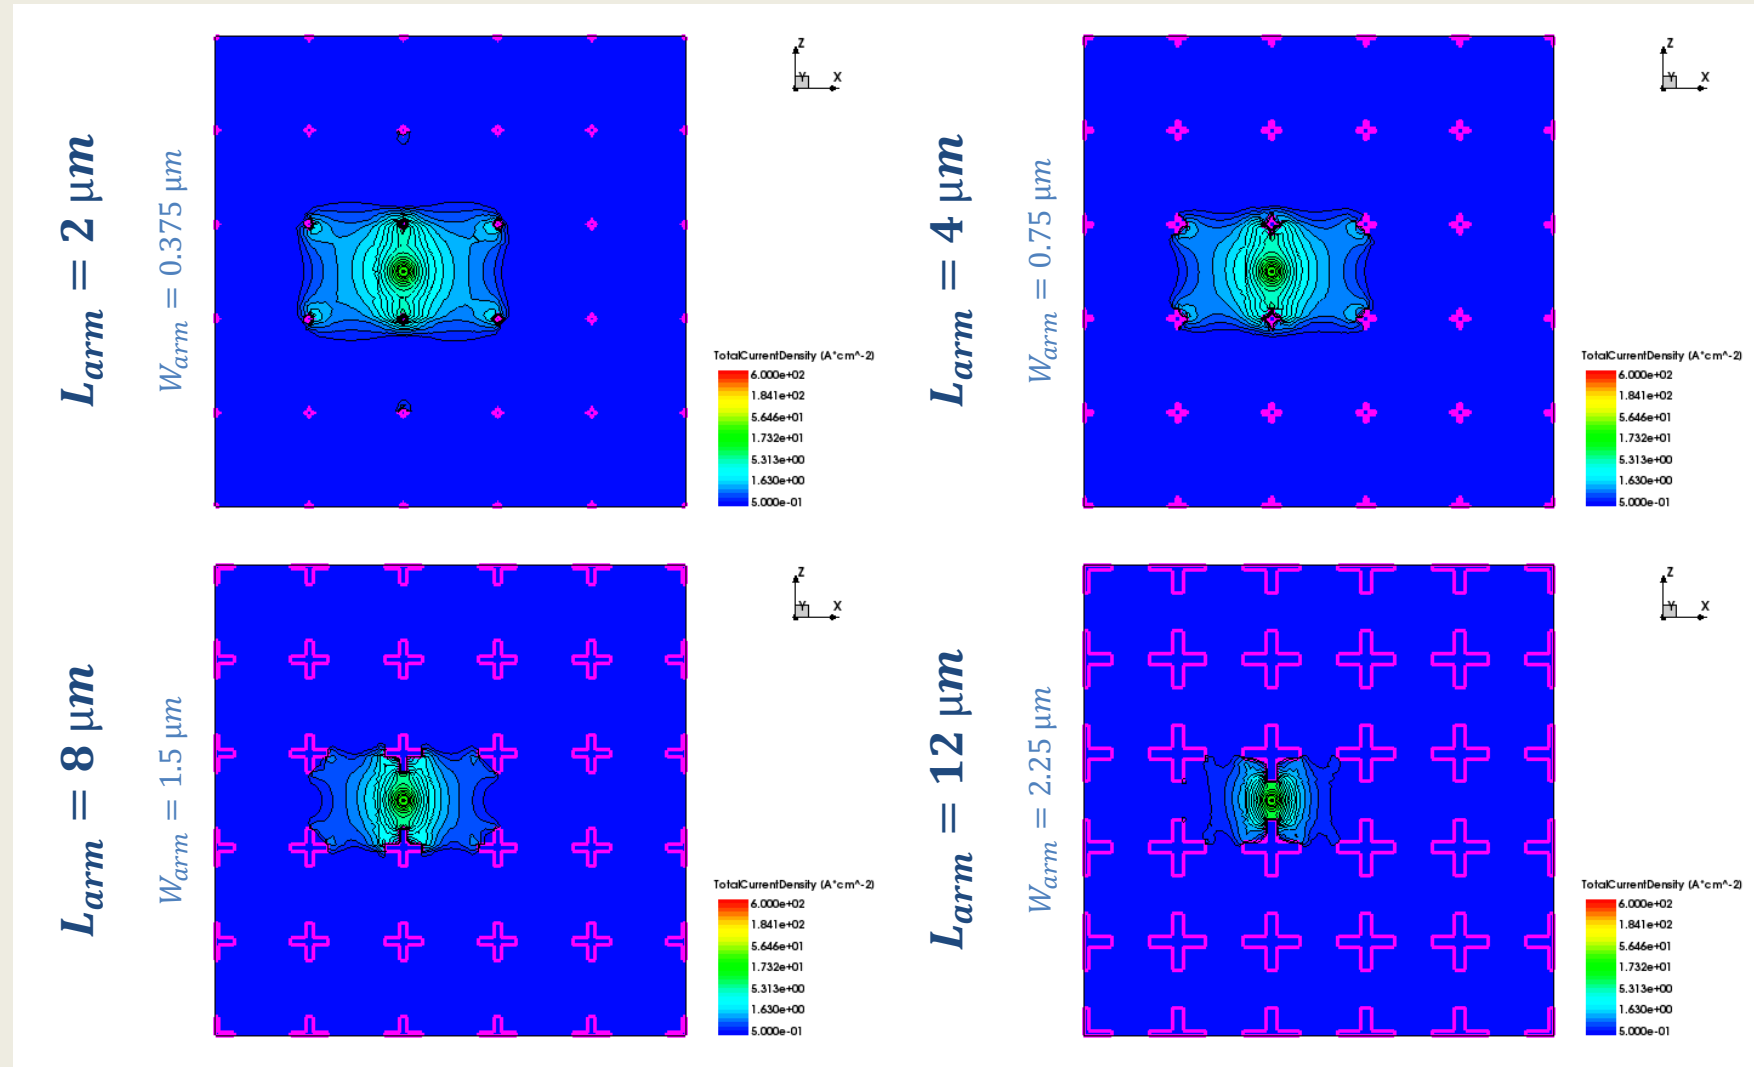 L_arm = 2 μm
W_arm = 0.375 μm
Z
Y
X
TotalCurrentDensity (A*cm^-2)
6.000e+02
1.841e+02
5.646e+01
1.732e+01
5.313e+00
1.630e+00
5.000e-01
L_arm = 4 μm
W_arm = 0.75 μm
Z
Y
X
TotalCurrentDensity (A*cm^-2)
6.000e+02
1.841e+02
5.646e+01
1.732e+01
5.313e+00
1.630e+00
5.000e-01
L_arm = 8 μm
W_arm = 1.5 μm
Z
Y
X
TotalCurrentDensity (A*cm^-2)
6.000e+02
1.841e+02
5.646e+01
1.732e+01
5.313e+00
1.630e+00
5.000e-01
L_arm = 12 μm
W_arm = 2.25 μm
Z
Y
X
TotalCurrentDensity (A*cm^-2)
6.000e+02
1.841e+02
5.646e+01
1.732e+01
5.313e+00
1.630e+00
5.000e-01